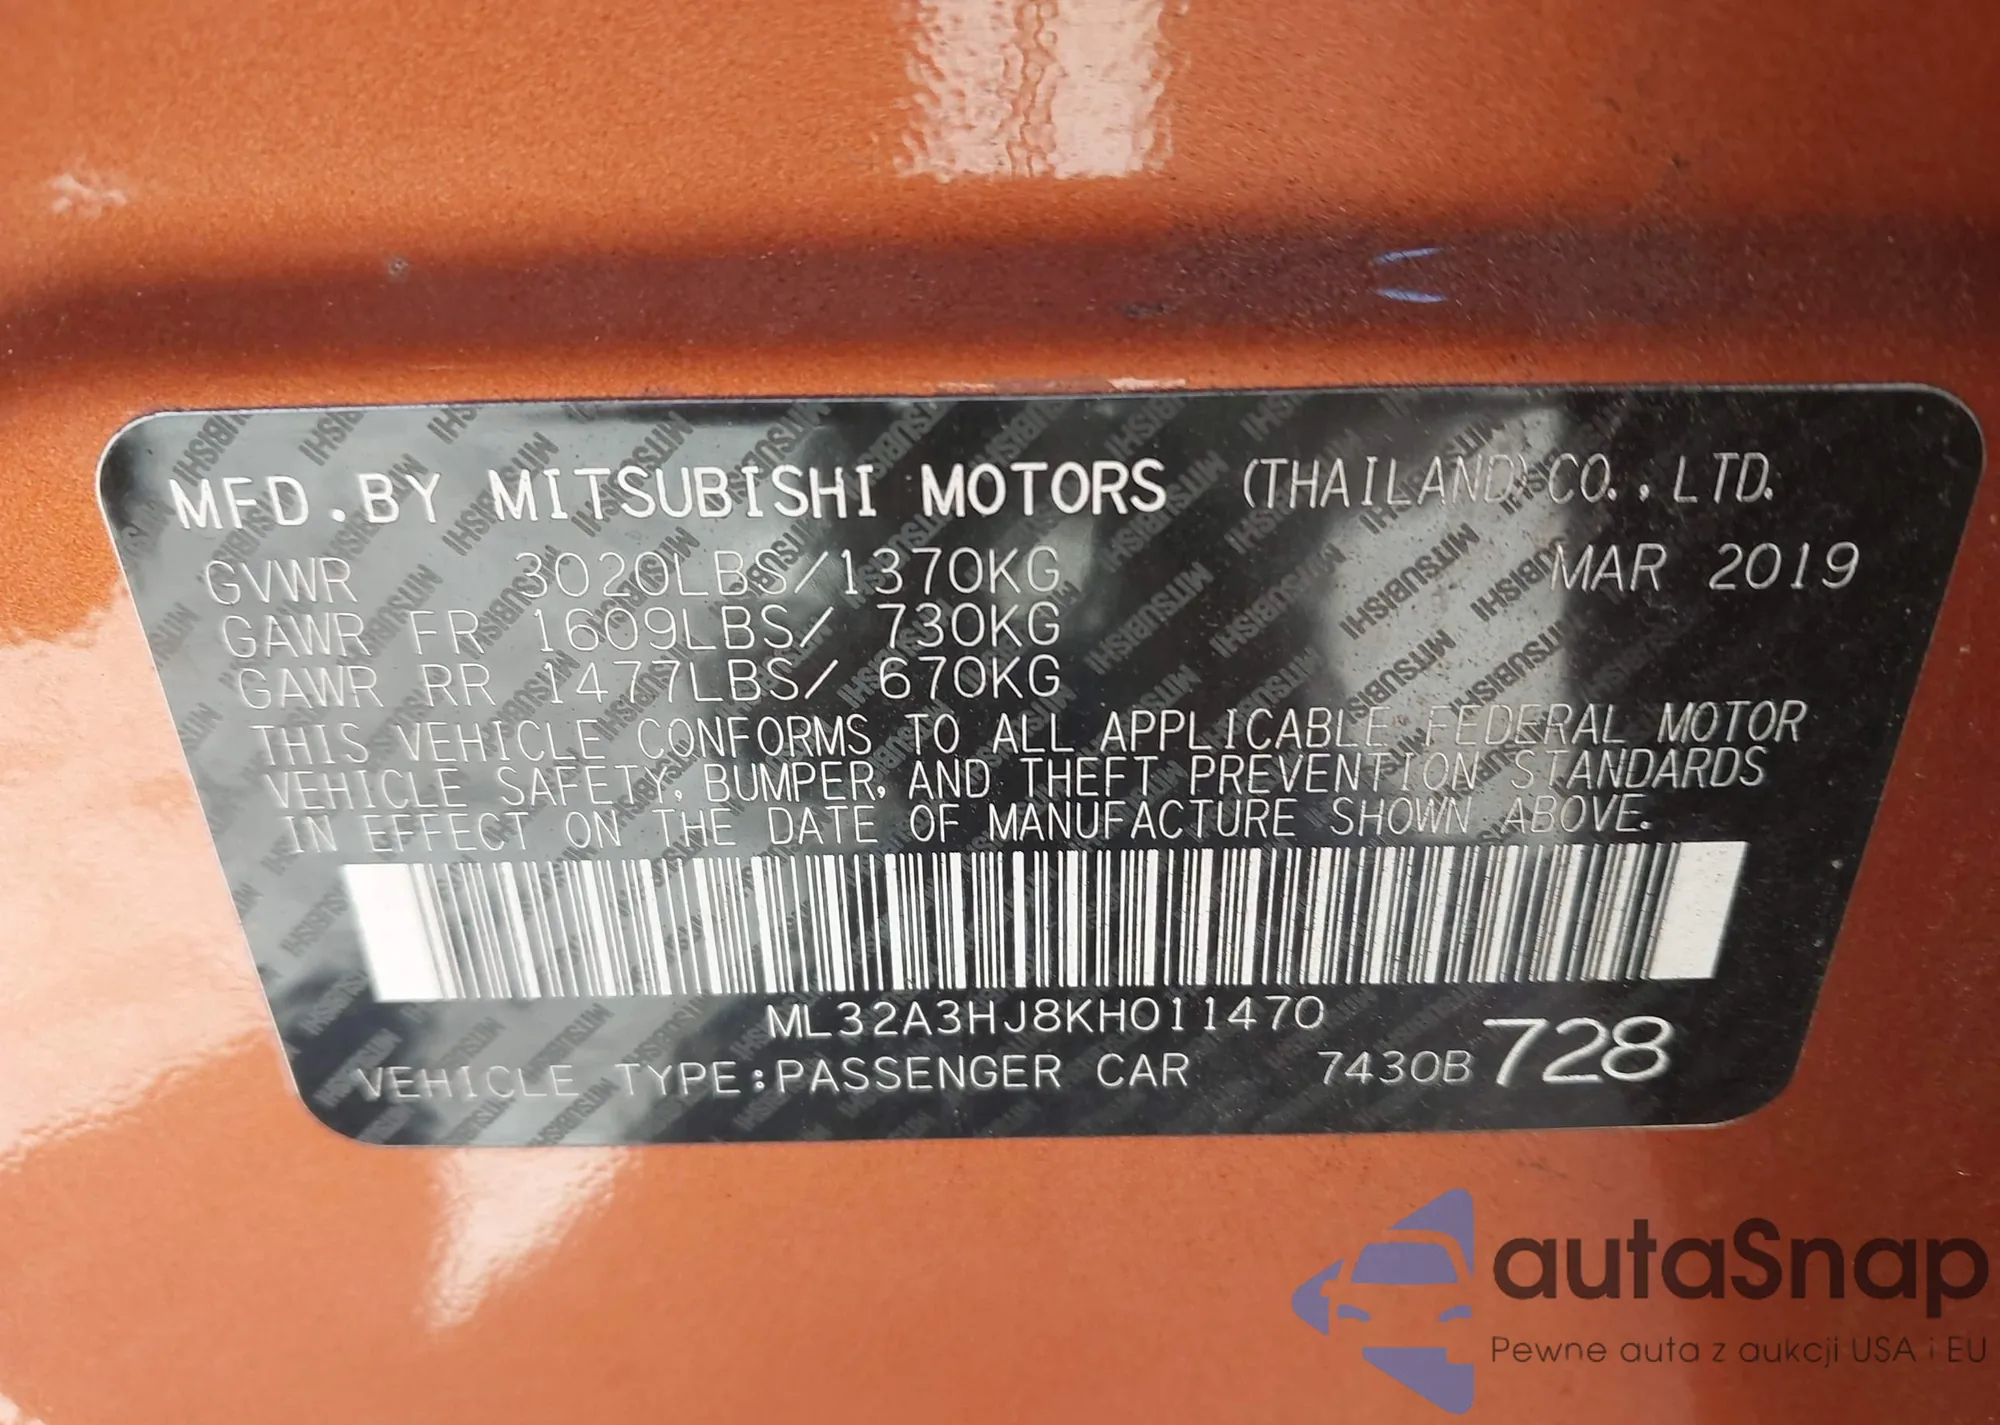 MFD.BY MITSUBISHI MOTORS (THAILAND) CO.,LTD.
GVWR 3020LBS/1370KG MAR 2019
GAWR FR 1609LBS/ 730KG
GAWR RR 1477LBS/ 670KG
THIS VEHICLE CONFORMS TO ALL APPLICABLE FEDERAL MOTOR
VEHICLE SAFETY, BUMPER, AND THEFT PREVENTION STANDARDS
IN EFFECT ON THE DATE OF MANUFACTURE SHOWN ABOVE.
ML32A3HJ8KH011470
VEHICLE TYPE:PASSENGER CAR 7430B 728
autaSnap
Pewne auta z aukcji USA i EU